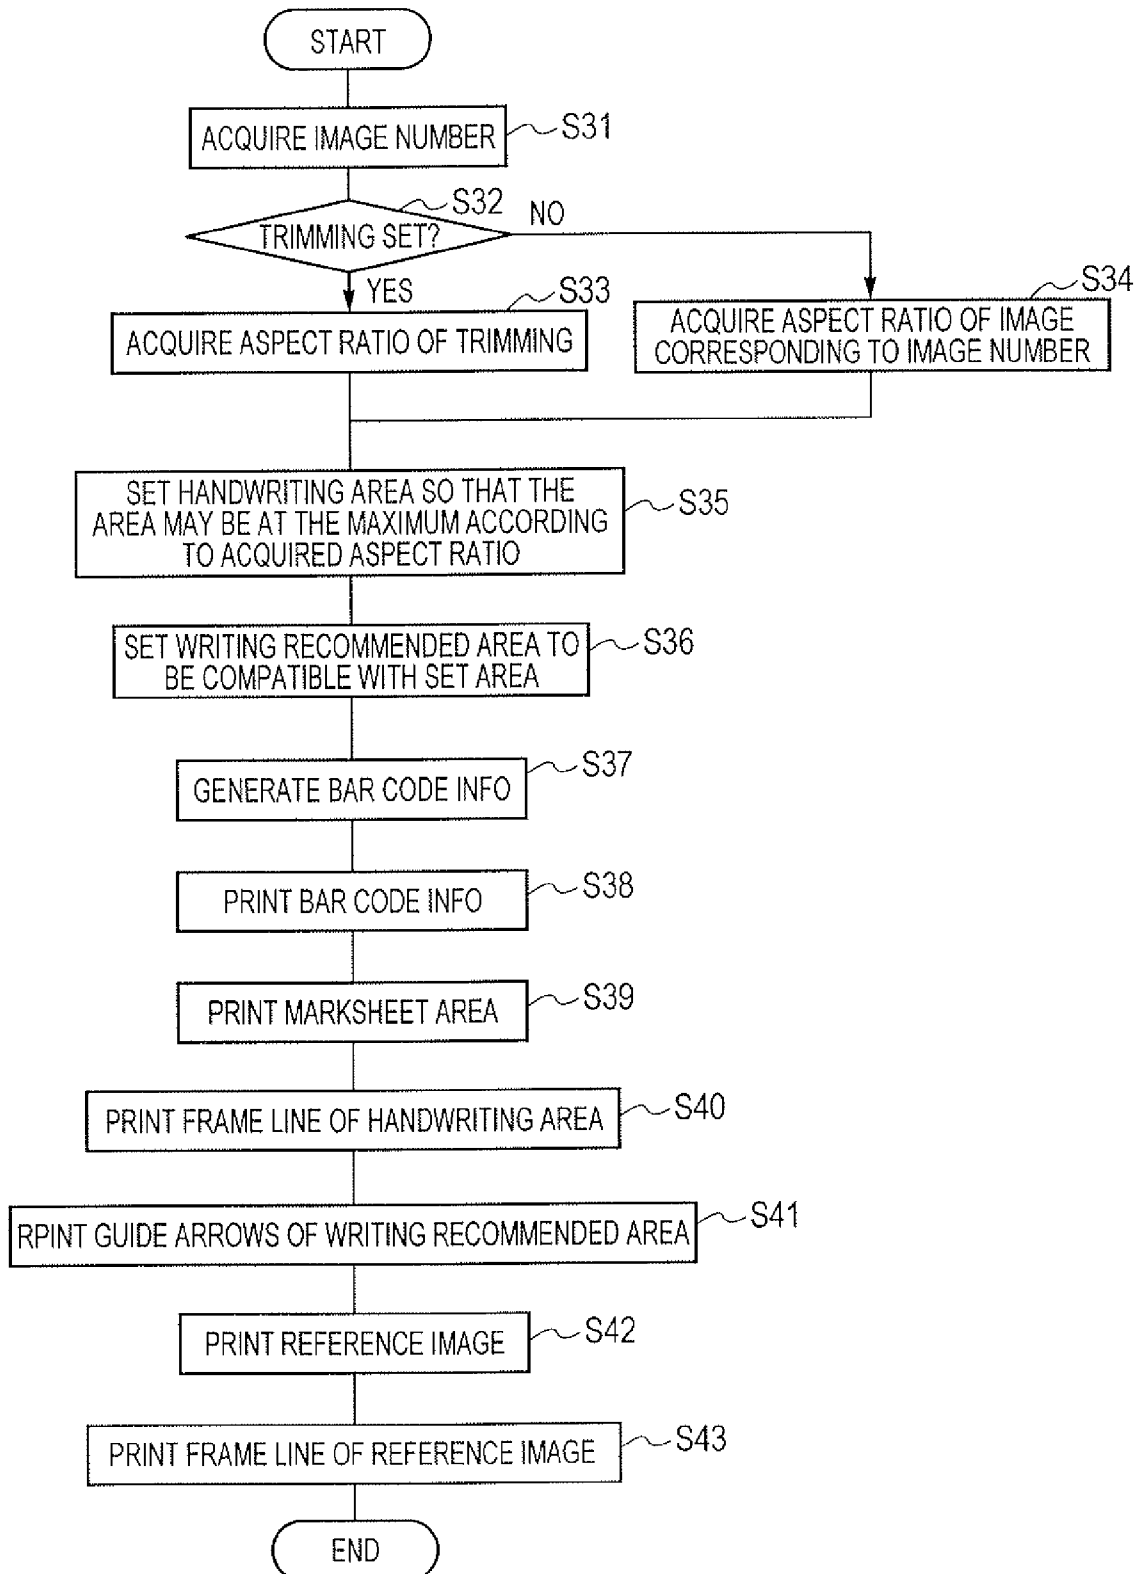 START
ACQUIRE IMAGE NUMBER
S31
S32
TRIMMING SET?
NO
YES
S33
ACQUIRE ASPECT RATIO OF TRIMMING
S34
ACQUIRE ASPECT RATIO OF IMAGE
CORRESPONDING TO IMAGE NUMBER
SET HANDWRITING AREA SO THAT THE
AREA MAY BE AT THE MAXIMUM ACCORDING
TO ACQUIRED ASPECT RATIO
S35
SET WRITING RECOMMENDED AREA TO
BE COMPATIBLE WITH SET AREA
S36
GENERATE BAR CODE INFO
S37
PRINT BAR CODE INFO
S38
PRINT MARKSHEET AREA
S39
PRINT FRAME LINE OF HANDWRITING AREA
S40
RPINT GUIDE ARROWS OF WRITING RECOMMENDED AREA
S41
PRINT REFERENCE IMAGE
S42
PRINT FRAME LINE OF REFERENCE IMAGE
S43
END